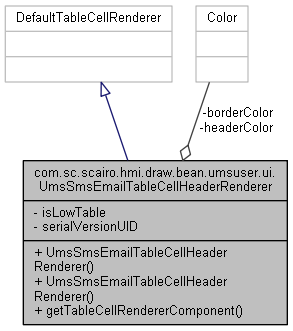 DefaultTableCellRenderer
Color
-borderColor
-headerColor
com.sc.scairo.hmi.draw.bean.umsuser.ui.
UmsSmsEmailTableCellHeaderRenderer
- isLowTable
- serialVersionUID
+ UmsSmsEmailTableCellHeader
Renderer()
+ UmsSmsEmailTableCellHeader
Renderer()
+ getTableCellRendererComponent()